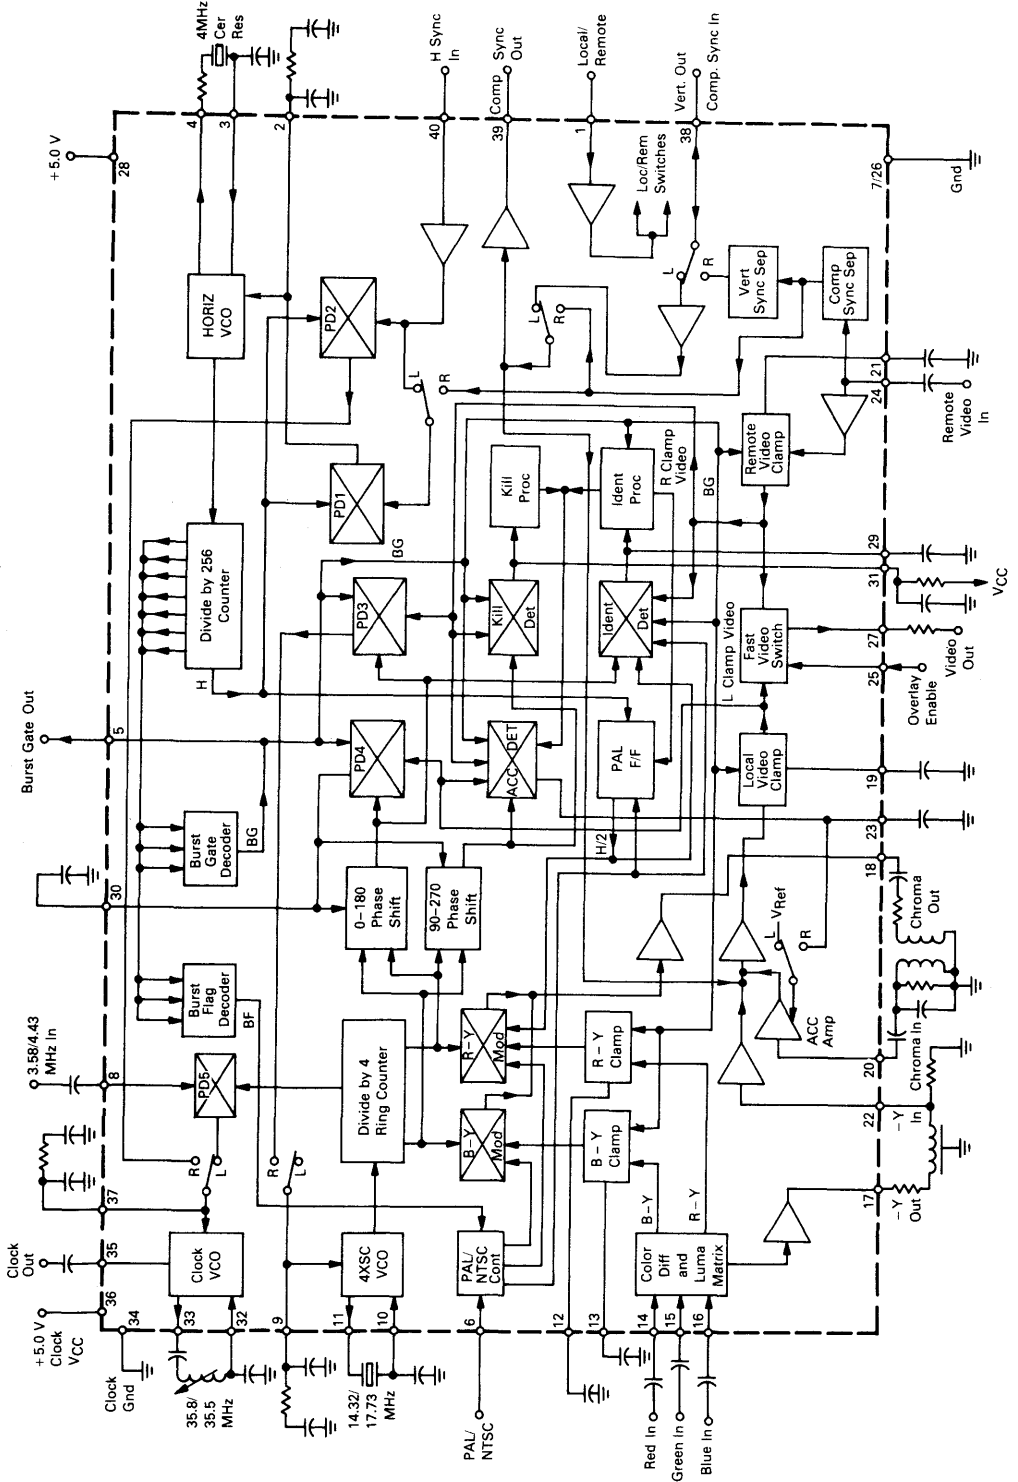 +5.0 V
28
4MHz
Cer
Res
4
3
2
H Sync
In
40
39
Comp
Sync
Out
Local/
Remote
1
Vert. Out
Comp. Sync In
38
7/26
Gnd
HORIZ
VCO
PD2
Loc/Rem
Switches
L
R
L
R
L
R
Vert
Sync Sep
Comp
Sync Sep
21
24
Remote
Video
In
Divide by 256
Counter
PD1
BG
Kill
Proc
Ident
Proc
R Clamp
Video
BG
Remote
Video
Clamp
29
31
VCC
H
PD3
Kill
Det
Ident
Det
L Clamp Video
Fast
Video
Switch
27
Video
Out
25
Overlay
Enable
Burst Gate Out
5
PD4
ACC DET
PAL
F/F
H/2
Local
Video
Clamp
19
23
Burst
Gate
Decoder
BG
30
0-180
Phase
Shift
90-270
Phase
Shift
18
Chroma
Out
VRef
L
R
ACC
Amp
3.58/4.43
MHz In
8
Burst
Flag
Decoder
BF
PD5
Divide by 4
Ring Counter
R-Y
Mod
B-Y
Mod
R-Y
Clamp
B-Y
Clamp
20
Chroma In
22
-Y
In
R
L
R
L
37
Clock
Out
35
Clock
VCO
4XSC
VCO
PAL/
NTSC
Cont
B-Y
R-Y
Color
Diff
and
Luma
Matrix
17
-Y
Out
+5.0 V
Clock
VCC
36
34
Clock
Gnd
33
32
35.8/
35.5
MHz
9
11
10
14.32/
17.73
MHz
6
PAL/
NTSC
12
13
14
15
16
Red In
Green In
Blue In